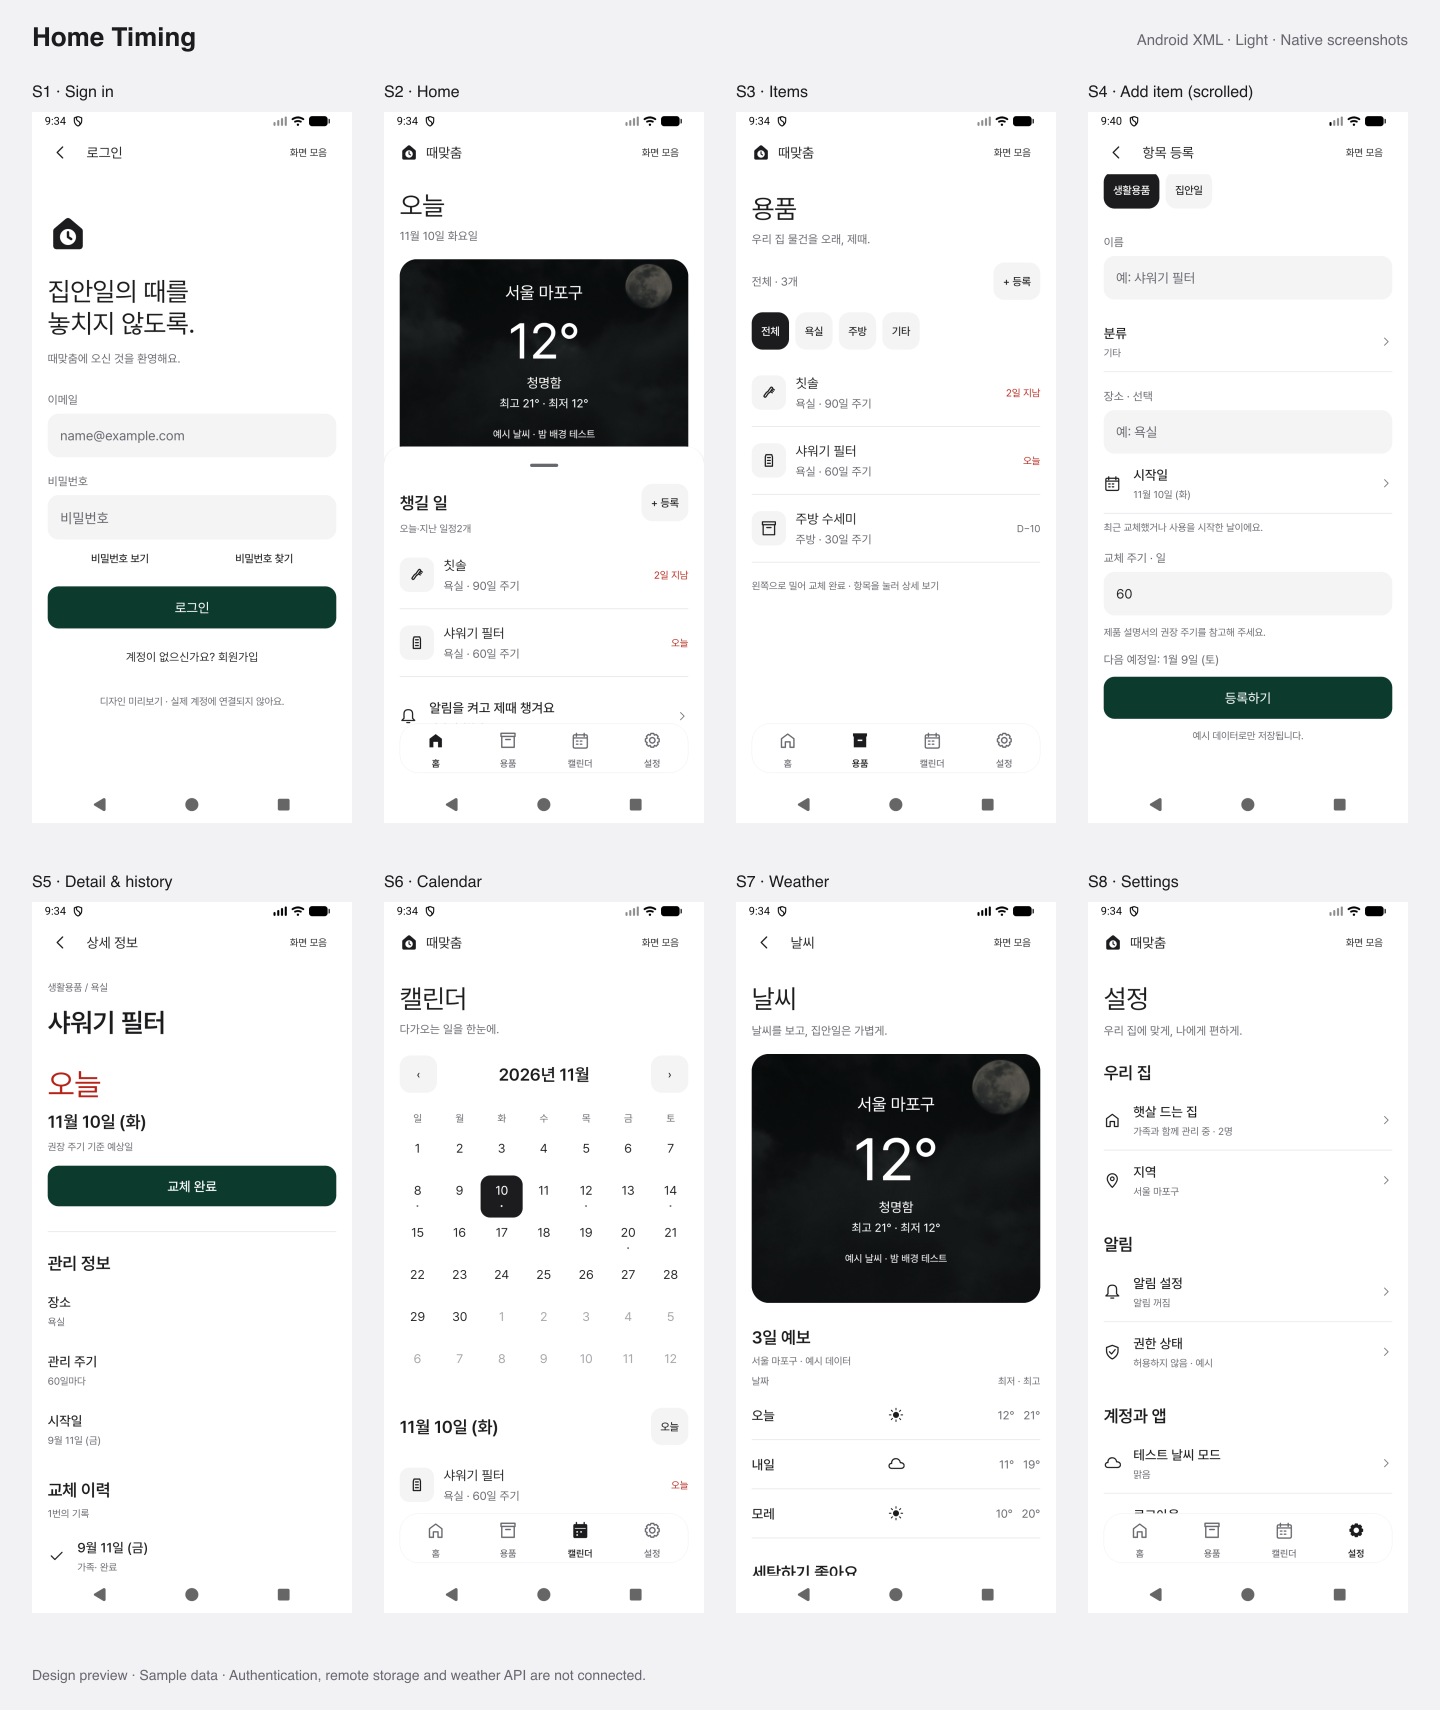 Home Timing
Android XML · Light · Native screenshots
S1 · Sign in
9:34
로그인
화면 모음
집안일의 때를
놓치지 않도록.
때맞춤에 오신 것을 환영해요.
이메일
name@example.com
비밀번호
비밀번호
비밀번호 보기
비밀번호 찾기
로그인
계정이 없으신가요? 회원가입
디자인 미리보기 · 실제 계정에 연결되지 않아요.
S2 · Home
9:34
때맞춤
화면 모음
오늘
11월 10일 화요일
서울 마포구
12°
청명함
최고 21° · 최저 12°
예시 날씨 · 밤 배경 테스트
챙길 일
+ 등록
오늘·지난 일정2개
칫솔
욕실 · 90일 주기
2일 지남
샤워기 필터
욕실 · 60일 주기
오늘
알림을 켜고 제때 챙겨요
홈
용품
캘린더
설정
S3 · Items
9:34
때맞춤
화면 모음
용품
우리 집 물건을 오래, 제때.
전체 · 3개
+ 등록
전체
욕실
주방
기타
칫솔
욕실 · 90일 주기
2일 지남
샤워기 필터
욕실 · 60일 주기
오늘
주방 수세미
주방 · 30일 주기
D−10
왼쪽으로 밀어 교체 완료 · 항목을 눌러 상세 보기
홈
용품
캘린더
설정
S4 · Add item (scrolled)
9:40
항목 등록
화면 모음
생활용품
집안일
이름
예: 샤워기 필터
분류
기타
장소 · 선택
예: 욕실
시작일
11월 10일 (화)
최근 교체했거나 사용을 시작한 날이에요.
교체 주기 · 일
60
제품 설명서의 권장 주기를 참고해 주세요.
다음 예정일: 1월 9일 (토)
등록하기
예시 데이터로만 저장됩니다.
S5 · Detail & history
9:34
상세 정보
화면 모음
생활용품 / 욕실
샤워기 필터
오늘
11월 10일 (화)
권장 주기 기준 예상일
교체 완료
관리 정보
장소
욕실
관리 주기
60일마다
시작일
9월 11일 (금)
교체 이력
1번의 기록
9월 11일 (금)
가족· 완료
S6 · Calendar
9:34
때맞춤
화면 모음
캘린더
다가오는 일을 한눈에.
‹
2026년 11월
›
일 월 화 수 목 금 토
1 2 3 4 5 6 7
8 9 10 11 12 13 14
15 16 17 18 19 20 21
22 23 24 25 26 27 28
29 30 1 2 3 4 5
6 7 8 9 10 11 12
11월 10일 (화)
오늘
샤워기 필터
욕실 · 60일 주기
오늘
홈
용품
캘린더
설정
S7 · Weather
9:34
날씨
화면 모음
날씨
날씨를 보고, 집안일은 가볍게.
서울 마포구
12°
청명함
최고 21° · 최저 12°
예시 날씨 · 밤 배경 테스트
3일 예보
서울 마포구 · 예시 데이터
날짜
최저 · 최고
오늘
12° 21°
내일
11° 19°
모레
10° 20°
세탁하기 좋아요
S8 · Settings
9:34
때맞춤
화면 모음
설정
우리 집에 맞게, 나에게 편하게.
우리 집
햇살 드는 집
가족과 함께 관리 중 · 2명
지역
서울 마포구
알림
알림 설정
알림 꺼짐
권한 상태
허용하지 않음 · 예시
계정과 앱
테스트 날씨 모드
맑음
홈
용품
캘린더
설정
Design preview · Sample data · Authentication, remote storage and weather API are not connected.